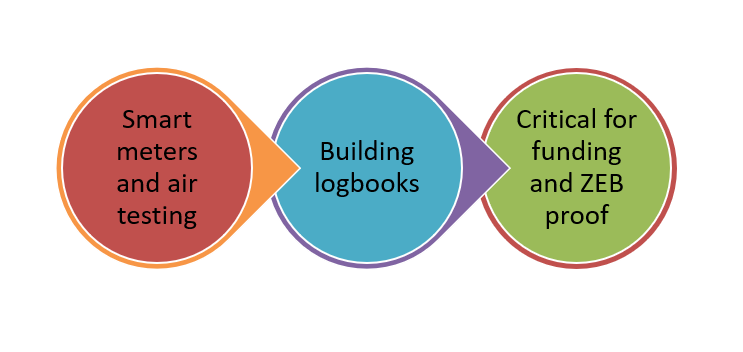 Smart
meters
and air
testing
Building
logbooks
Critical for
funding
and ZEB
proof